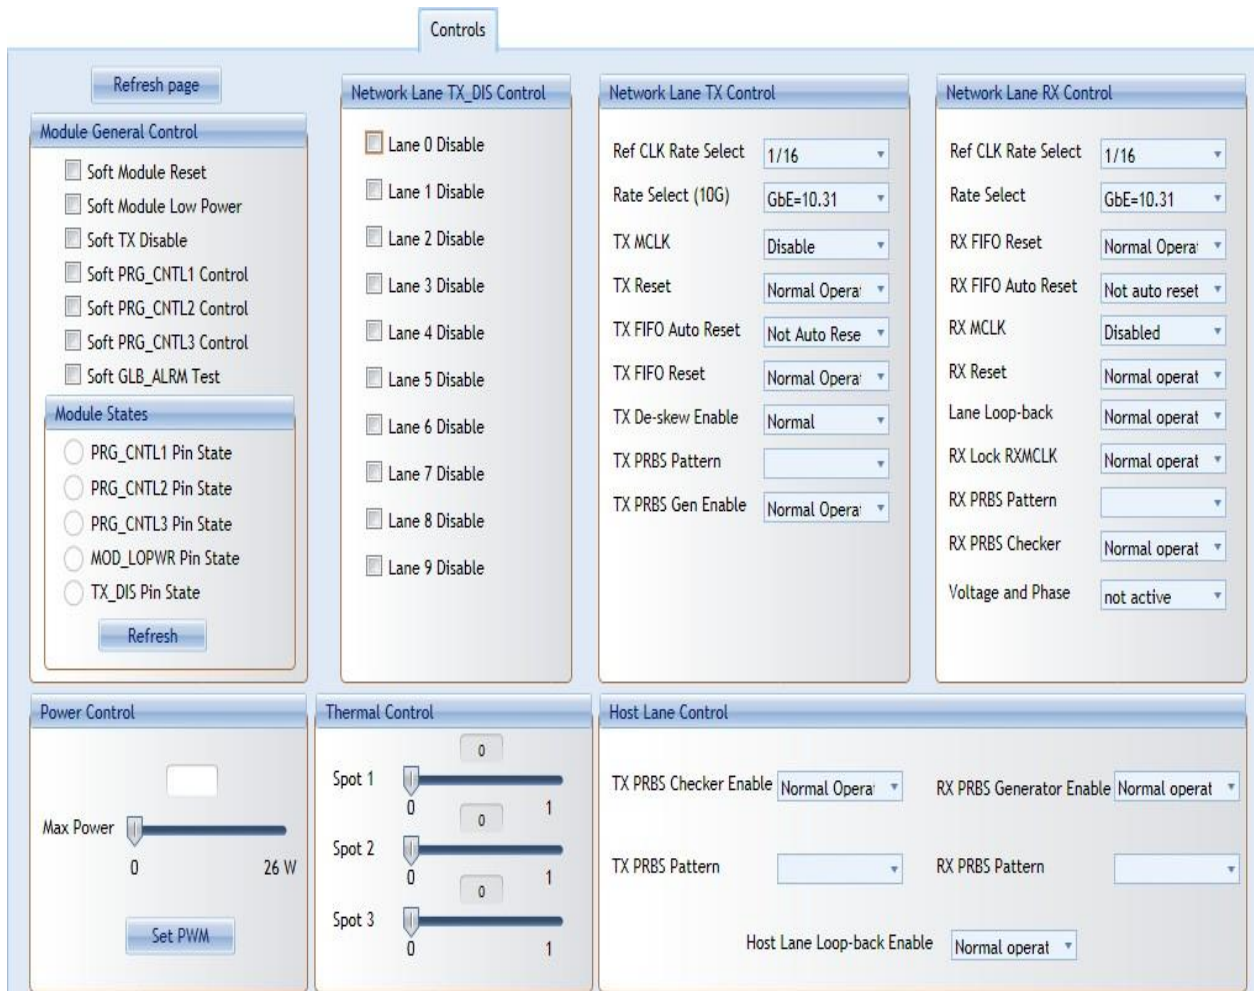 Controls
Refresh page
Module General Control
Soft Module Reset
Soft Module Low Power
Soft TX Disable
Soft PRG_CNTL1 Control
Soft PRG_CNTL2 Control
Soft PRG_CNTL3 Control
Soft GLB_ALRM Test
Module States
PRG_CNTL1 Pin State
PRG_CNTL2 Pin State
PRG_CNTL3 Pin State
MOD_LOPWR Pin State
TX_DIS Pin State
Refresh
Network Lane TX_DIS Control
Lane 0 Disable
Lane 1 Disable
Lane 2 Disable
Lane 3 Disable
Lane 4 Disable
Lane 5 Disable
Lane 6 Disable
Lane 7 Disable
Lane 8 Disable
Lane 9 Disable
Network Lane TX Control
Ref CLK Rate Select 1/16
Rate Select (10G) GbE=10.31
TX MCLK Disable
TX Reset Normal Opera
TX FIFO Auto Reset Not Auto Rese
TX FIFO Reset Normal Opera
TX De-skew Enable Normal
TX PRBS Pattern
TX PRBS Gen Enable Normal Opera
Network Lane RX Control
Ref CLK Rate Select 1/16
Rate Select GbE=10.31
RX FIFO Reset Normal Opera
RX FIFO Auto Reset Not auto reset
RX MCLK Disabled
RX Reset Normal operat
Lane Loop-back Normal operat
RX Lock RXMCLK Normal operat
RX PRBS Pattern
RX PRBS Checker Normal operat
Voltage and Phase not active
Power Control
Max Power
0 26 W
Set PWM
Thermal Control
0
Spot 1
0 1
0
Spot 2
0 1
0
Spot 3
0 1
Host Lane Control
TX PRBS Checker Enable Normal Opera RX PRBS Generator Enable Normal operat
TX PRBS Pattern RX PRBS Pattern
Host Lane Loop-back Enable Normal operat